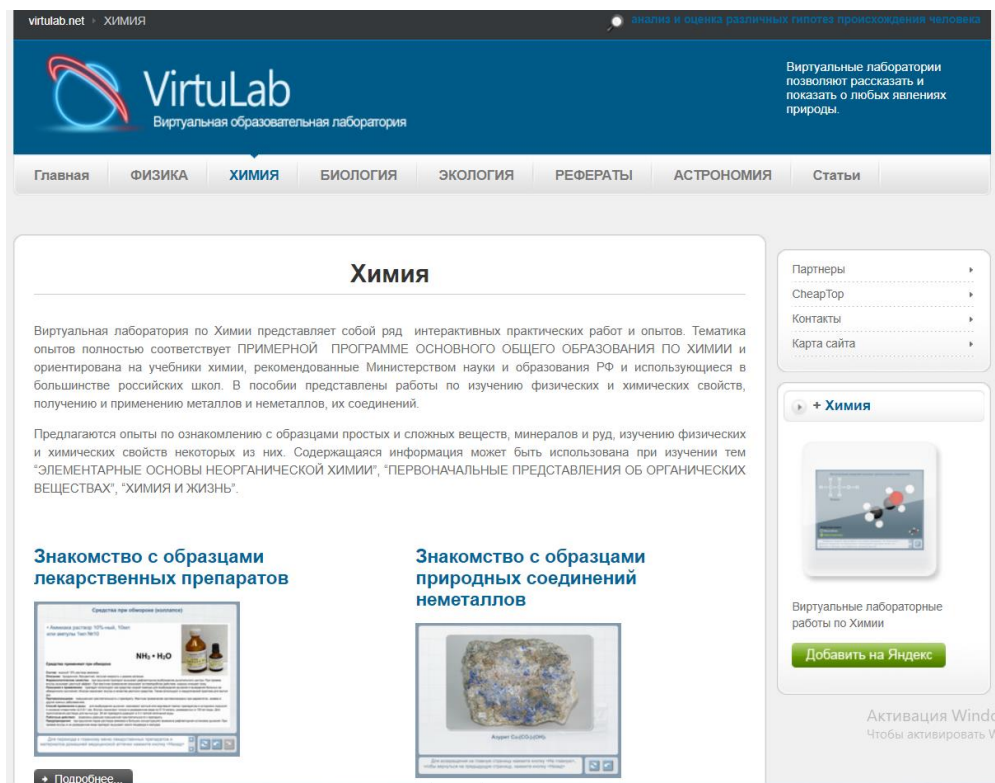 virtulab.net ▸ ХИМИЯ
анализ и оценка различных гипотез происхождения человека
VirtuLab
Виртуальная образовательная лаборатория
Виртуальные лаборатории
позволяют рассказать и
показать о любых явлениях
природы.
Главная ФИЗИКА ХИМИЯ БИОЛОГИЯ ЭКОЛОГИЯ РЕФЕРАТЫ АСТРОНОМИЯ Статьи
Химия
Виртуальная лаборатория по Химии представляет собой ряд интерактивных практических работ и опытов. Тематика
опытов полностью соответствует ПРИМЕРНОЙ ПРОГРАММЕ ОСНОВНОГО ОБЩЕГО ОБРАЗОВАНИЯ ПО ХИМИИ и
ориентирована на учебники химии, рекомендованные Министерством науки и образования РФ и использующиеся в
большинстве российских школ. В пособии представлены работы по изучению физических и химических свойств,
получению и применению металлов и неметаллов, их соединений.
Предлагаются опыты по ознакомлению с образцами простых и сложных веществ, минералов и руд, изучению физических
и химических свойств некоторых из них. Содержащаяся информация может быть использована при изучении тем
“ЭЛЕМЕНТАРНЫЕ ОСНОВЫ НЕОРГАНИЧЕСКОЙ ХИМИИ”, “ПЕРВОНАЧАЛЬНЫЕ ПРЕДСТАВЛЕНИЯ ОБ ОРГАНИЧЕСКИХ
ВЕЩЕСТВАХ”, “ХИМИЯ И ЖИЗНЬ”.
Знакомство с образцами
лекарственных препаратов
Средства при обмороке (коллапсе)
NH₃ • H₂O
Подробнее...
Знакомство с образцами
природных соединений
неметаллов
Азурит Cu₃(CO₃)₂(OH)₂
Партнеры
CheapTop
Контакты
Карта сайта
+ Химия
Виртуальные лабораторные
работы по Химии
Добавить на Яндекс
Активация Windo
Чтобы активировать W